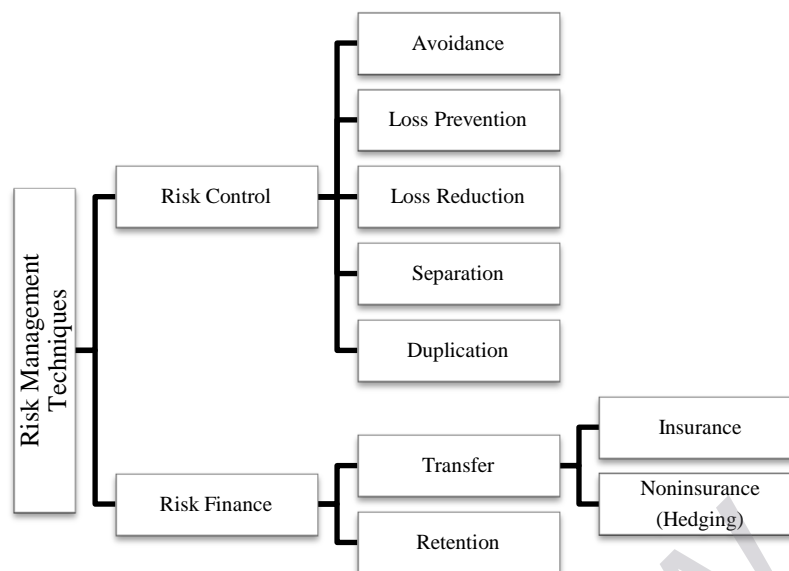 Risk Management
Techniques
Risk Control
Avoidance
Loss Prevention
Loss Reduction
Separation
Duplication
Risk Finance
Transfer
Insurance
Noninsurance
(Hedging)
Retention